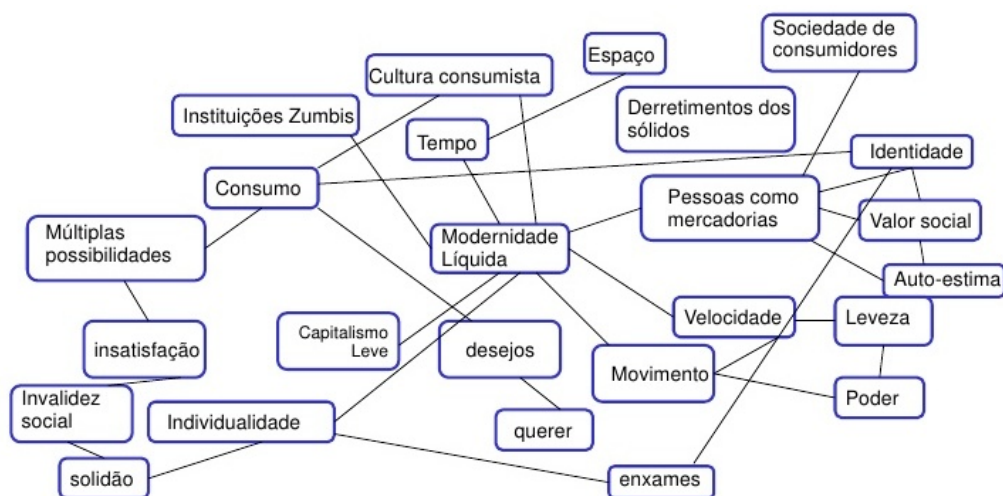 Sociedade de
consumidores
Espaço
Cultura consumista
Derretimentos dos
sólidos
Instituições Zumbis
Tempo
Identidade
Consumo
Pessoas como
mercadorias
Valor social
Múltiplas
possibilidades
Modernidade
Líquida
Auto-estima
Capitalismo
Leve
Velocidade
Leveza
insatisfação
desejos
Movimento
Invalidez
social
Poder
Individualidade
querer
solidão
enxames